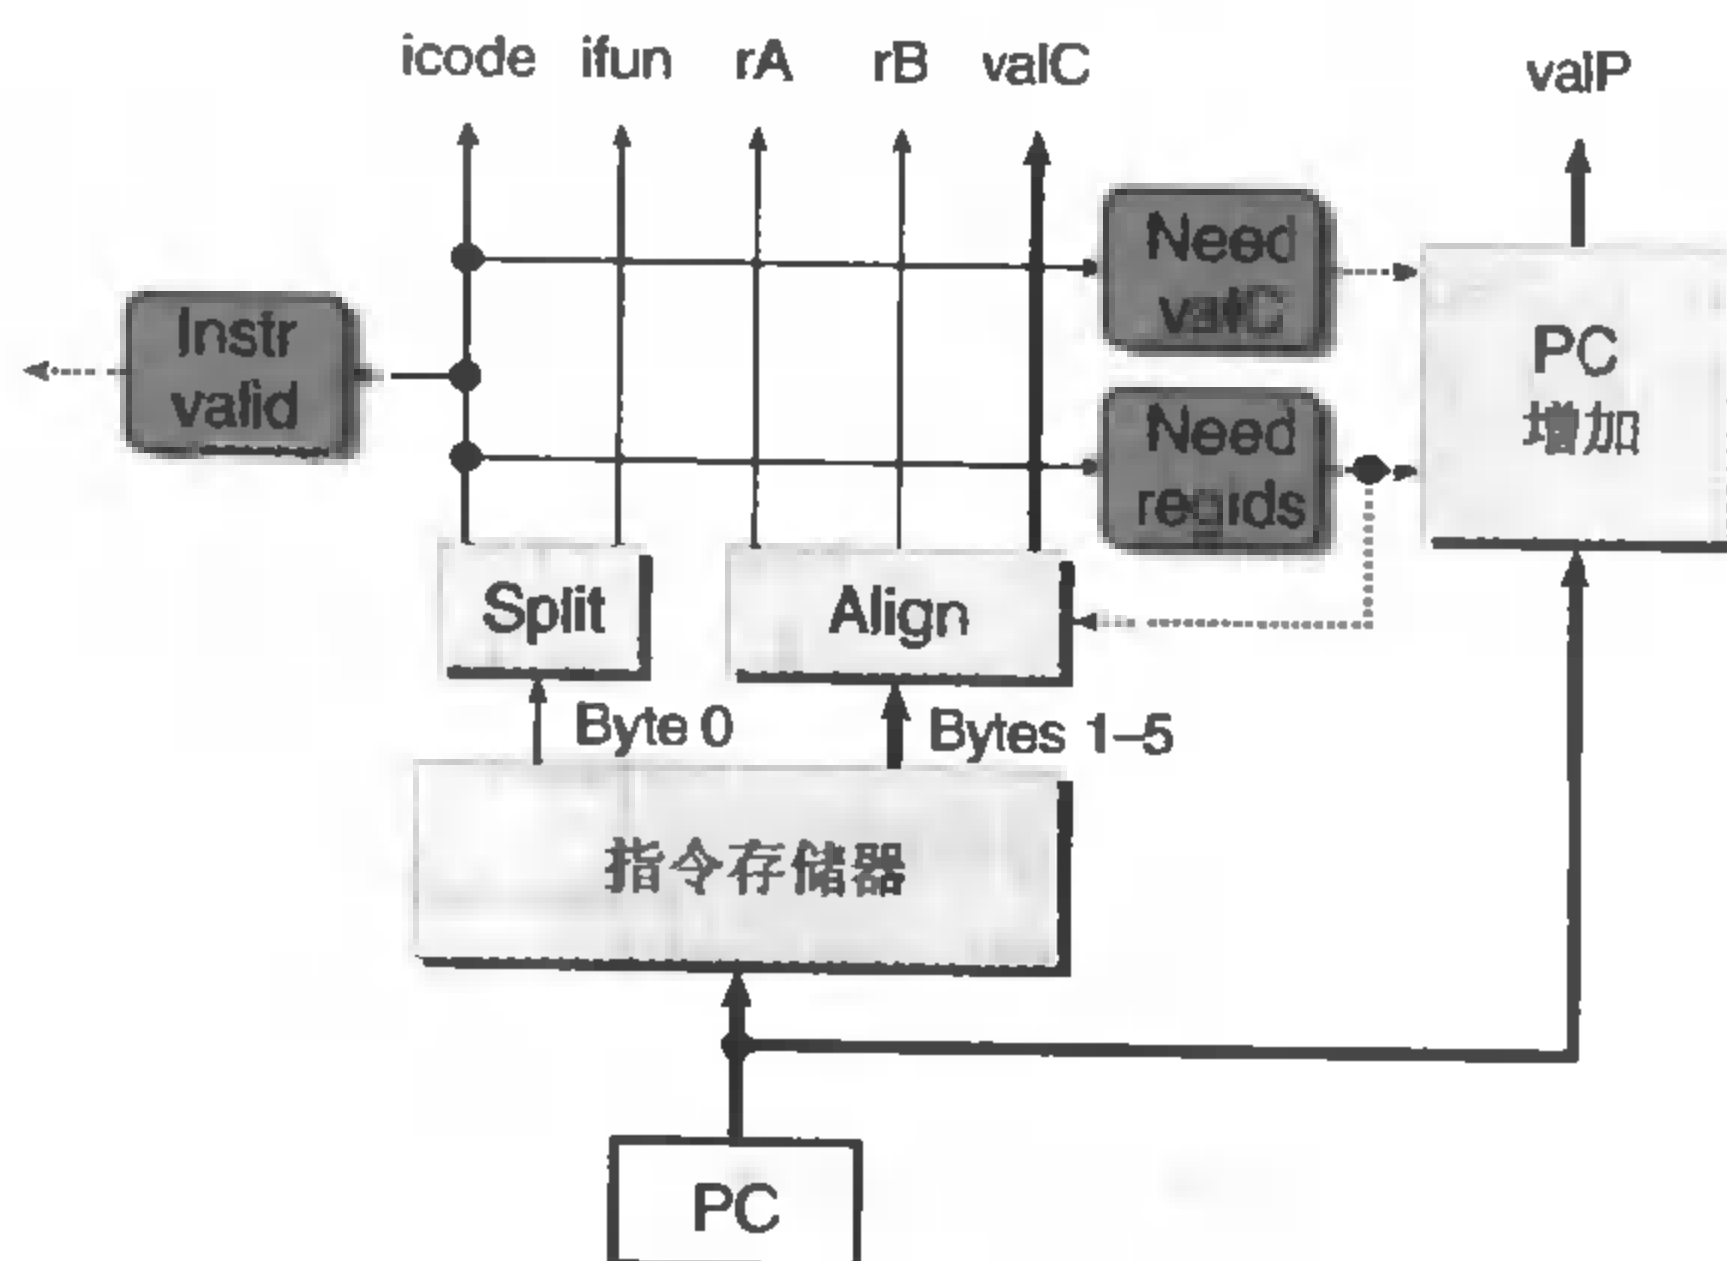 icode ifun rA rB valC valP
Need
valC
Instr
valid
PC
增加
Need
regids
Split
Align
Byte 0
Bytes 1–5
指令存储器
PC